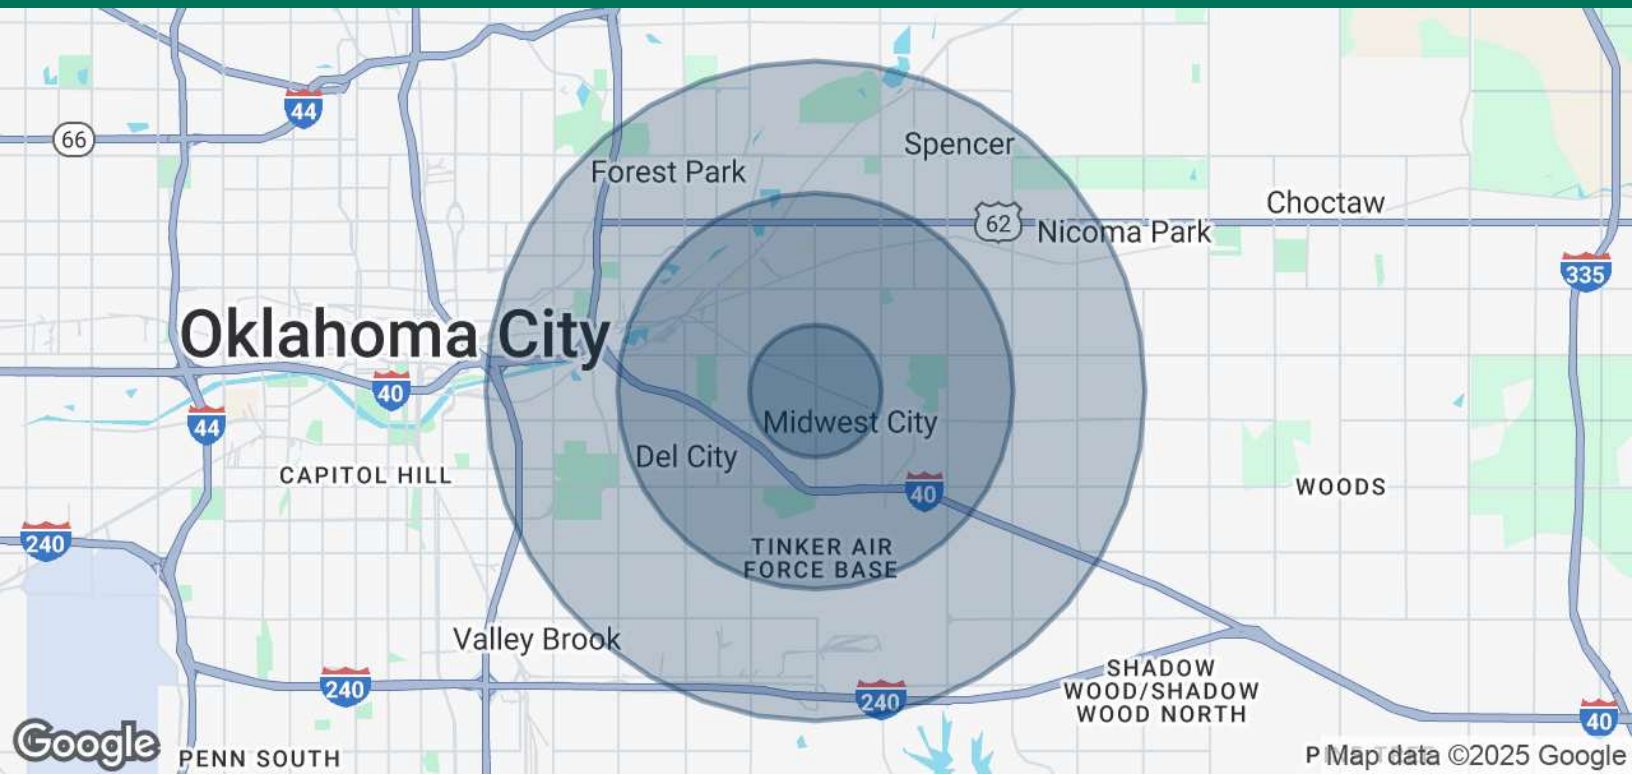 44
66
Spencer
Forest Park
Choctaw
62
Nicoma Park
335
Oklahoma City
40
44
Midwest City
Del City
CAPITOL HILL
40
WOODS
240
TINKER AIR
FORCE BASE
Valley Brook
SHADOW
WOOD/SHADOW
WOOD NORTH
240
240
40
Google
PENN SOUTH
Map data ©2025 Google